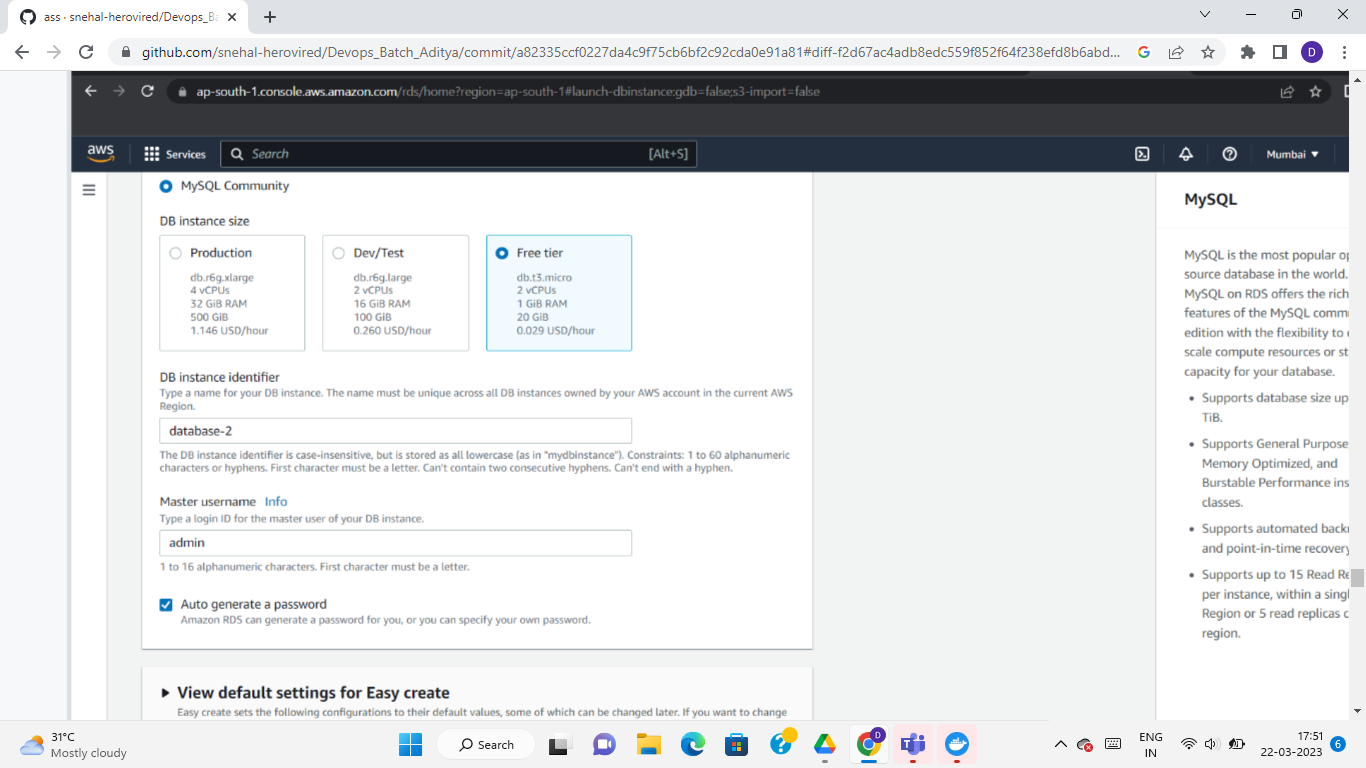 ass · snehal-herovired/Devops_Ba
github.com/snehal-herovired/Devops_Batch_Aditya/commit/a82335ccf0227da4c9f75cb6bf2c92cda0e91a81#diff-f2d67ac4adb8edc559f852f64f238efd8b6abd...
D
ap-south-1.console.aws.amazon.com/rds/home?region=ap-south-1#launch-dbinstance:gdb=false;s3-import=false
aws
Services
Search
[Alt+S]
Mumbai
MySQL Community
DB instance size
Production
db.r6g.xlarge
4 vCPUs
32 GiB RAM
500 GiB
1.146 USD/hour
Dev/Test
db.r6g.large
2 vCPUs
16 GiB RAM
100 GiB
0.260 USD/hour
Free tier
db.t3.micro
2 vCPUs
1 GiB RAM
20 GiB
0.029 USD/hour
DB instance identifier
Type a name for your DB instance. The name must be unique across all DB instances owned by your AWS account in the current AWS
Region.
database-2
The DB instance identifier is case-insensitive, but is stored as all lowercase (as in "mydbinstance"). Constraints: 1 to 60 alphanumeric
characters or hyphens. First character must be a letter. Can't contain two consecutive hyphens. Can't end with a hyphen.
Master username Info
Type a login ID for the master user of your DB instance.
admin
1 to 16 alphanumeric characters. First character must be a letter.
Auto generate a password
Amazon RDS can generate a password for you, or you can specify your own password.
View default settings for Easy create
Easy create sets the following configurations to their default values, some of which can be changed later. If you want to change
MySQL
MySQL is the most popular op
source database in the world.
MySQL on RDS offers the rich
features of the MySQL comm
edition with the flexibility to
scale compute resources or st
capacity for your database.
• Supports database size up
TiB.
• Supports General Purpose
Memory Optimized, and
Burstable Performance ins
classes.
• Supports automated back
and point-in-time recovery
• Supports up to 15 Read Re
per instance, within a singl
Region or 5 read replicas c
region.
31°C
Mostly cloudy
Search
D
ENG
IN
17:51
22-03-2023
6